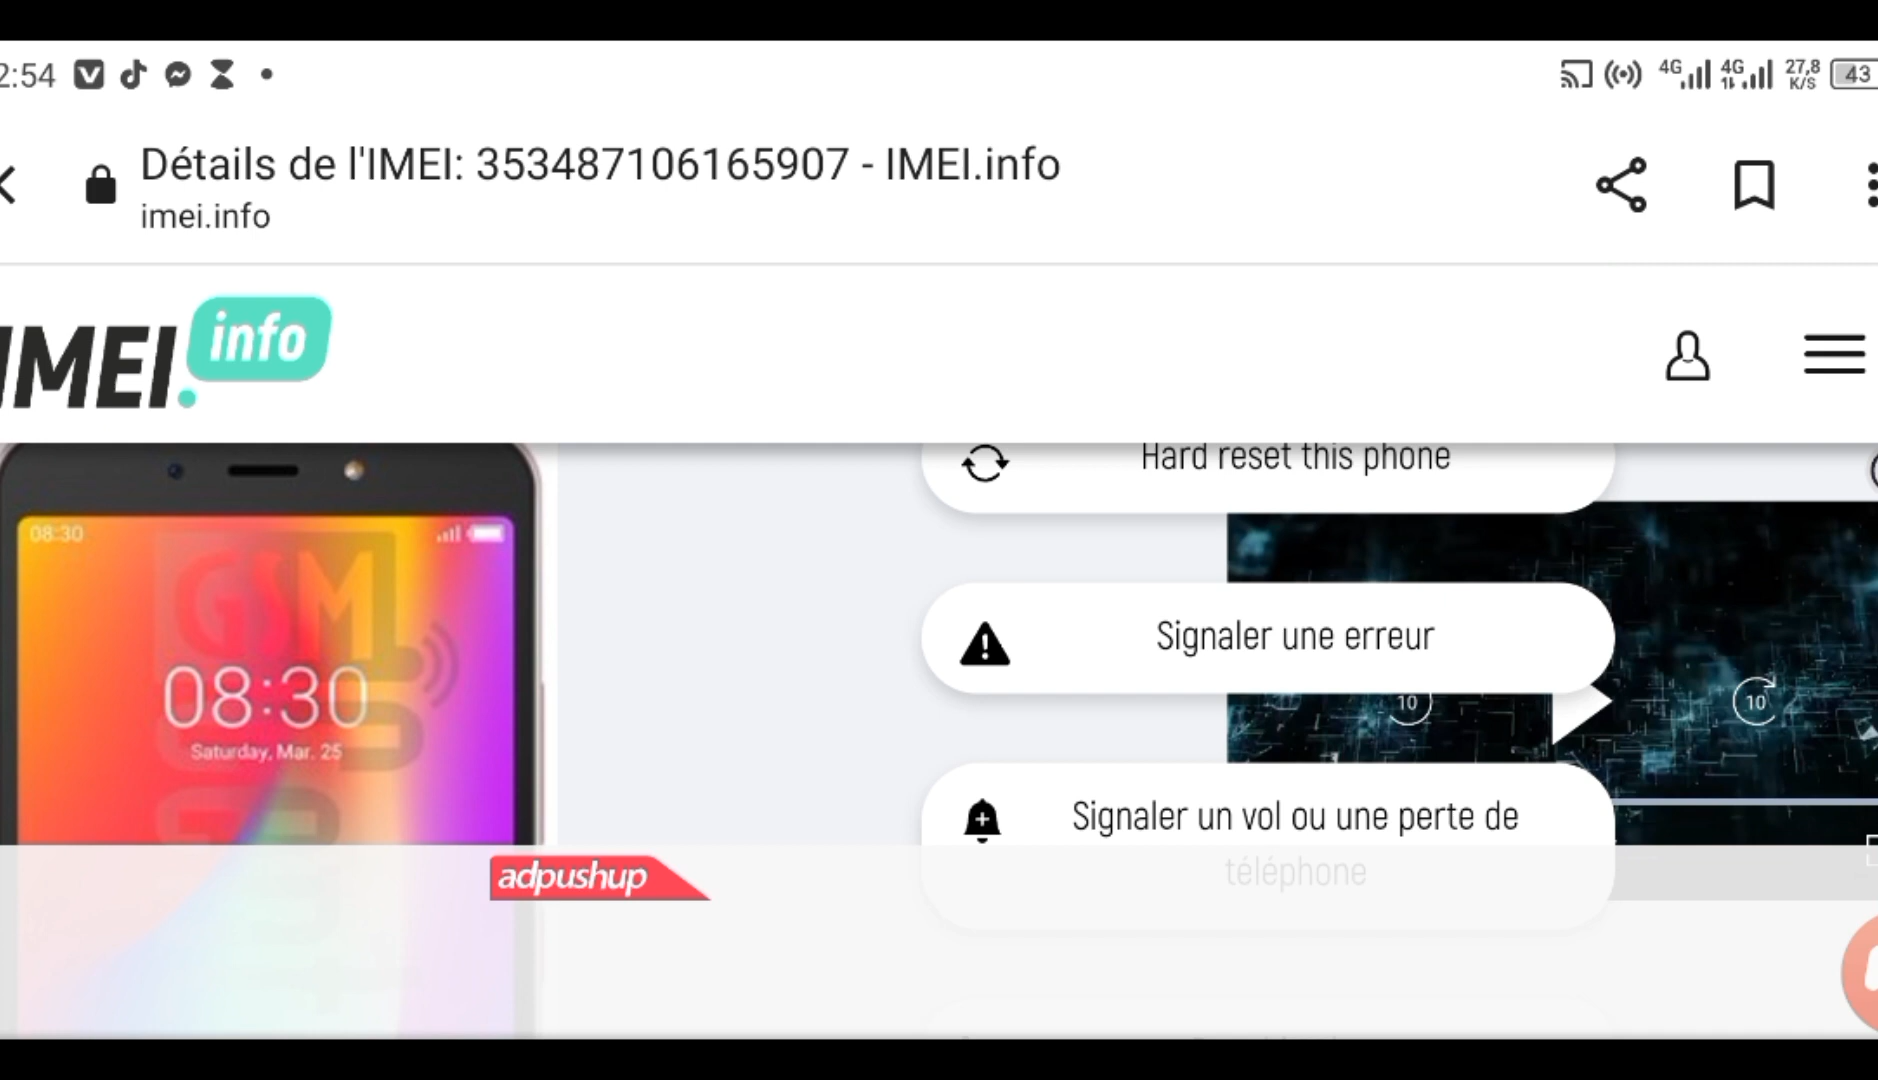 2:54
4G 4G 27,8 K/S 43
Détails de l'IMEI: 353487106165907 - IMEI.info
imei.info
IMEI.info
Hard reset this phone
08:30
GSM
08:30
Saturday, Mar. 25
Signaler une erreur
10 10
Signaler un vol ou une perte de
téléphone
adpushup